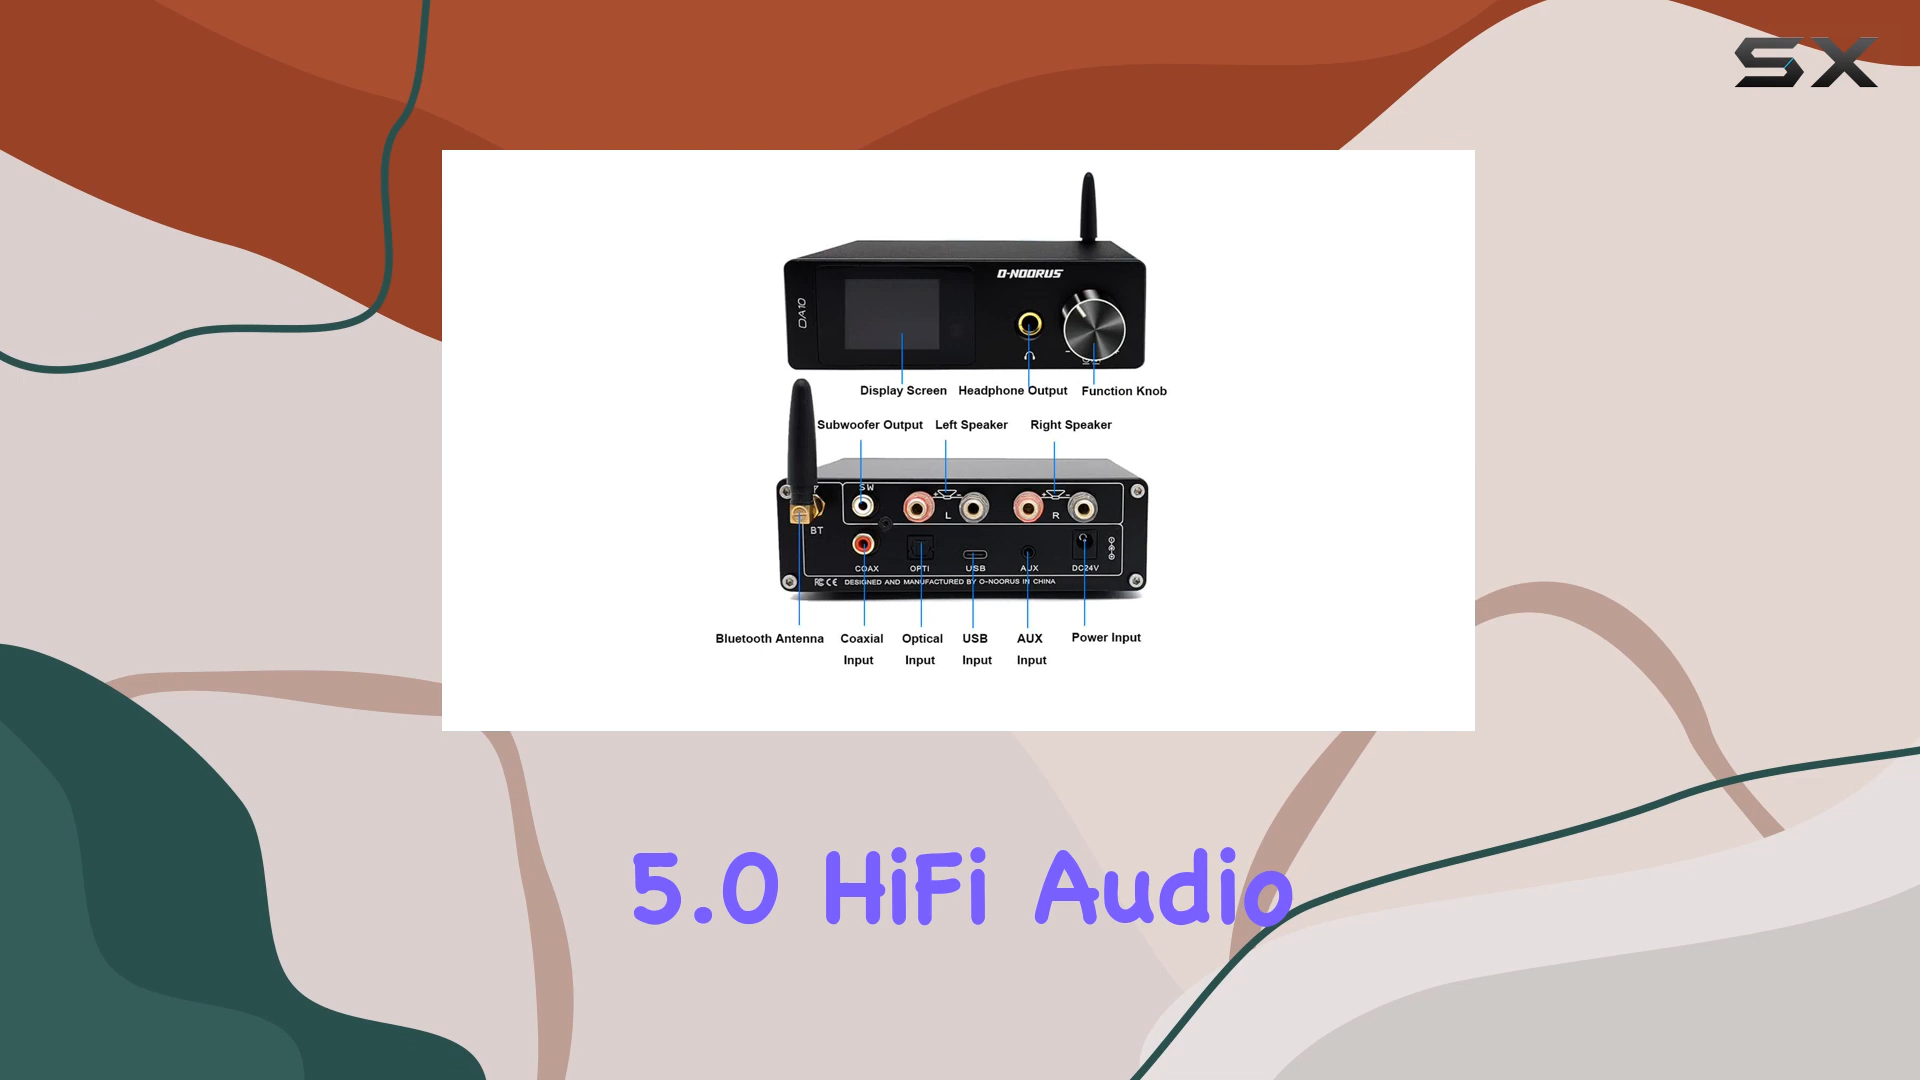 SX
O-NOORUS
DA10
Display Screen Headphone Output Function Knob
Subwoofer Output Left Speaker Right Speaker
SW
L R
BT
COAX OPTI USB AUX DC24V
FC CE DESIGNED AND MANUFACTURED BY O-NOORUS IN CHINA
Bluetooth Antenna Coaxial Input Optical Input USB Input AUX Input Power Input
5.0 HiFi Audio